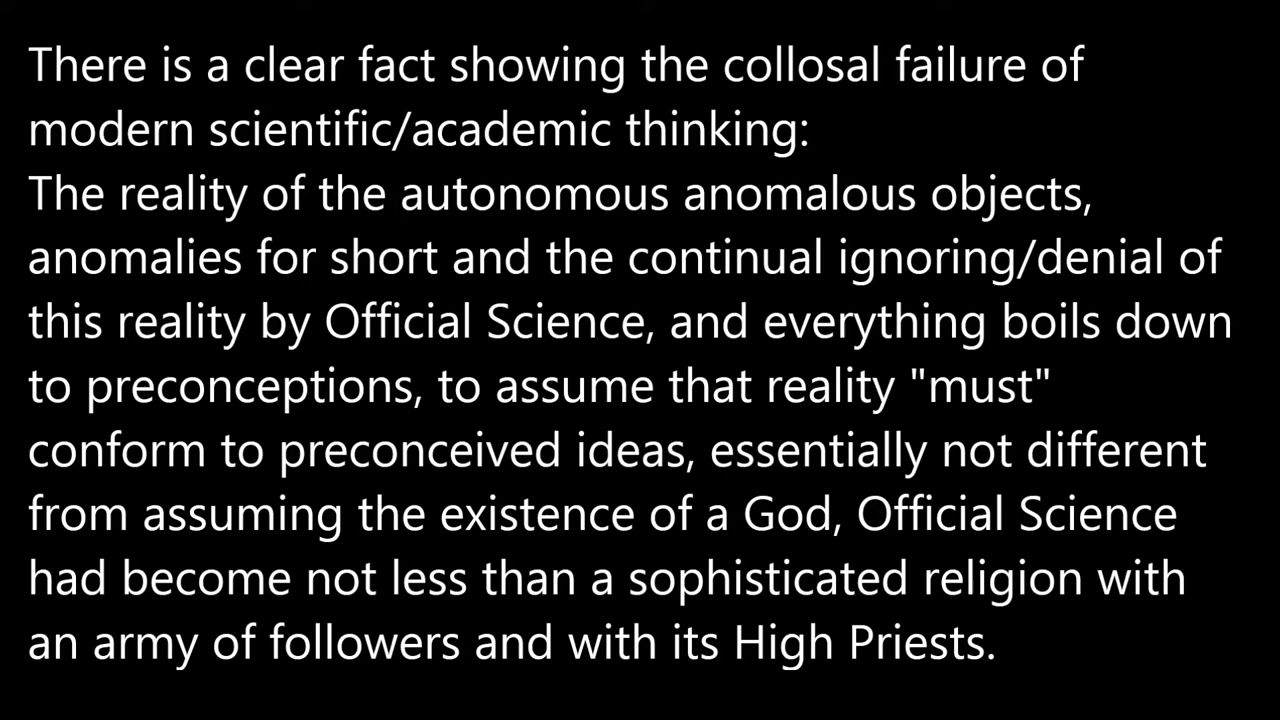 There is a clear fact showing the collosal failure of
modern scientific/academic thinking:
The reality of the autonomous anomalous objects,
anomalies for short and the continual ignoring/denial of
this reality by Official Science, and everything boils down
to preconceptions, to assume that reality "must"
conform to preconceived ideas, essentially not different
from assuming the existence of a God, Official Science
had become not less than a sophisticated religion with
an army of followers and with its High Priests.